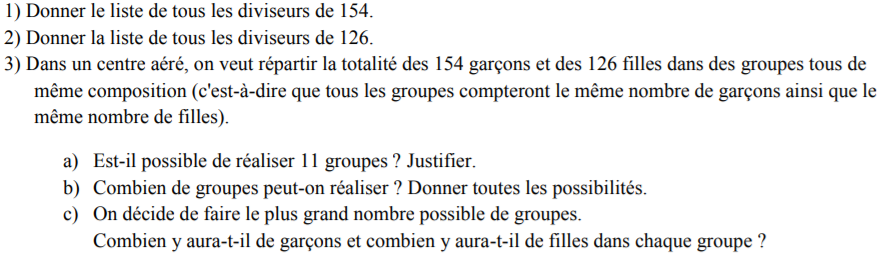 1) Donner le liste de tous les diviseurs de 154.
2) Donner la liste de tous les diviseurs de 126.
3) Dans un centre aéré, on veut répartir la totalité des 154 garçons et des 126 filles dans des groupes tous de
même composition (c'est-à-dire que tous les groupes compteront le même nombre de garçons ainsi que le
même nombre de filles).
a) Est-il possible de réaliser 11 groupes ? Justifier.
b) Combien de groupes peut-on réaliser ? Donner toutes les possibilités.
c) On décide de faire le plus grand nombre possible de groupes.
Combien y aura-t-il de garçons et combien y aura-t-il de filles dans chaque groupe ?